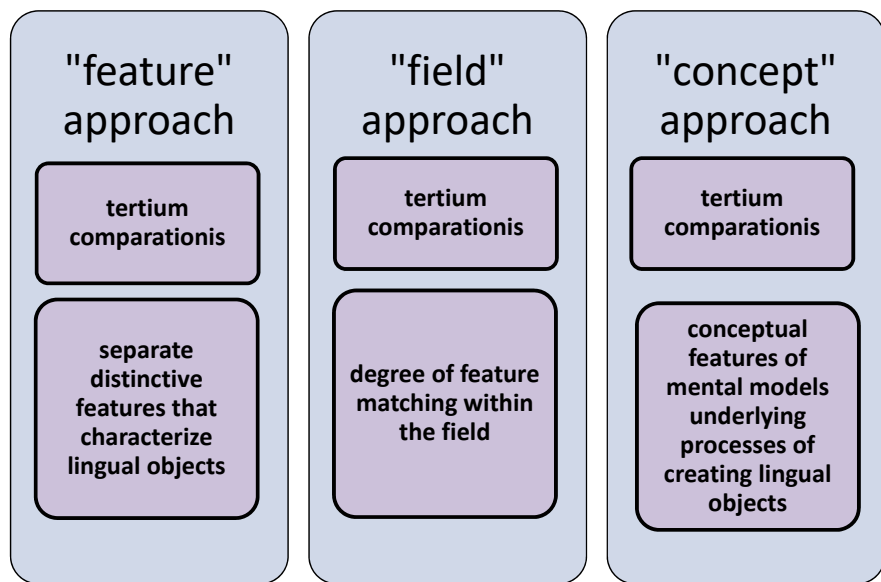 "feature"
approach
tertium
comparationis
separate
distinctive
features that
characterize
lingual objects
"field"
approach
tertium
comparationis
degree of feature
matching within
the field
"concept"
approach
tertium
comparationis
conceptual
features of
mental models
underlying
processes of
creating lingual
objects